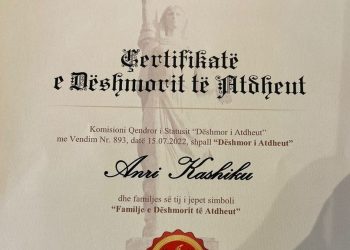 Çertifikatë
e Dëshmorit të Atdheut
Komisioni Qendror i Statusit "Dëshmor i Atdheut"
me Vendim Nr. 893, datë 15.07.2022, shpall "Dëshmor i Atdheut"
Anri Kashiku
dhe familjes së tij i jepet simboli
"Familje e Dëshmorit të Atdheut"